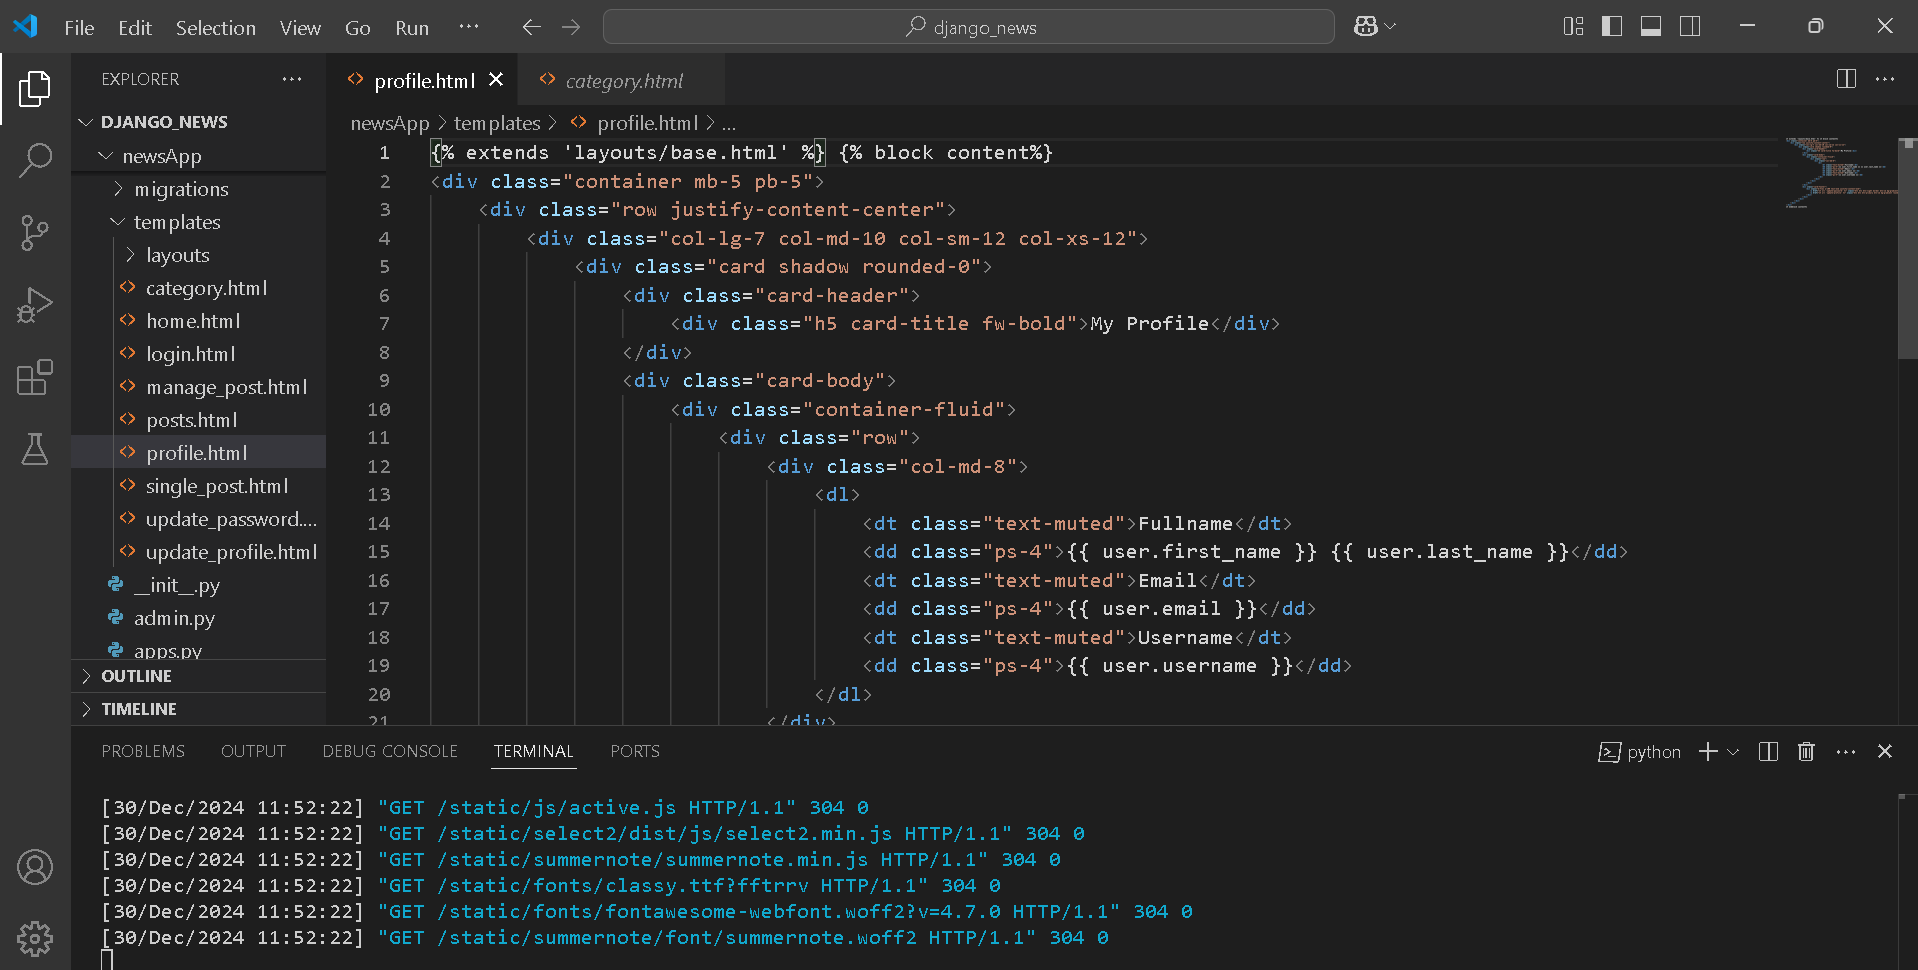 File Edit Selection View Go Run ··· django_news
EXPLORER ···
profile.html category.html ···
DJANGO_NEWS
newsApp
migrations
templates
layouts
category.html
home.html
login.html
manage_post.html
posts.html
profile.html
single_post.html
update_password....
update_profile.html
__init__.py
admin.py
apps.py
OUTLINE
TIMELINE
newsApp > templates > profile.html > ...
1 {% extends 'layouts/base.html' %} {% block content%}
2 <div class="container mb-5 pb-5">
3 <div class="row justify-content-center">
4 <div class="col-lg-7 col-md-10 col-sm-12 col-xs-12">
5 <div class="card shadow rounded-0">
6 <div class="card-header">
7 <div class="h5 card-title fw-bold">My Profile</div>
8 </div>
9 <div class="card-body">
10 <div class="container-fluid">
11 <div class="row">
12 <div class="col-md-8">
13 <dl>
14 <dt class="text-muted">Fullname</dt>
15 <dd class="ps-4">{{ user.first_name }} {{ user.last_name }}</dd>
16 <dt class="text-muted">Email</dt>
17 <dd class="ps-4">{{ user.email }}</dd>
18 <dt class="text-muted">Username</dt>
19 <dd class="ps-4">{{ user.username }}</dd>
20 </dl>
21 </div>
PROBLEMS OUTPUT DEBUG CONSOLE TERMINAL PORTS python ···
[30/Dec/2024 11:52:22] "GET /static/js/active.js HTTP/1.1" 304 0
[30/Dec/2024 11:52:22] "GET /static/select2/dist/js/select2.min.js HTTP/1.1" 304 0
[30/Dec/2024 11:52:22] "GET /static/summernote/summernote.min.js HTTP/1.1" 304 0
[30/Dec/2024 11:52:22] "GET /static/fonts/classy.ttf?fftrrv HTTP/1.1" 304 0
[30/Dec/2024 11:52:22] "GET /static/fonts/fontawesome-webfont.woff2?v=4.7.0 HTTP/1.1" 304 0
[30/Dec/2024 11:52:22] "GET /static/summernote/font/summernote.woff2 HTTP/1.1" 304 0